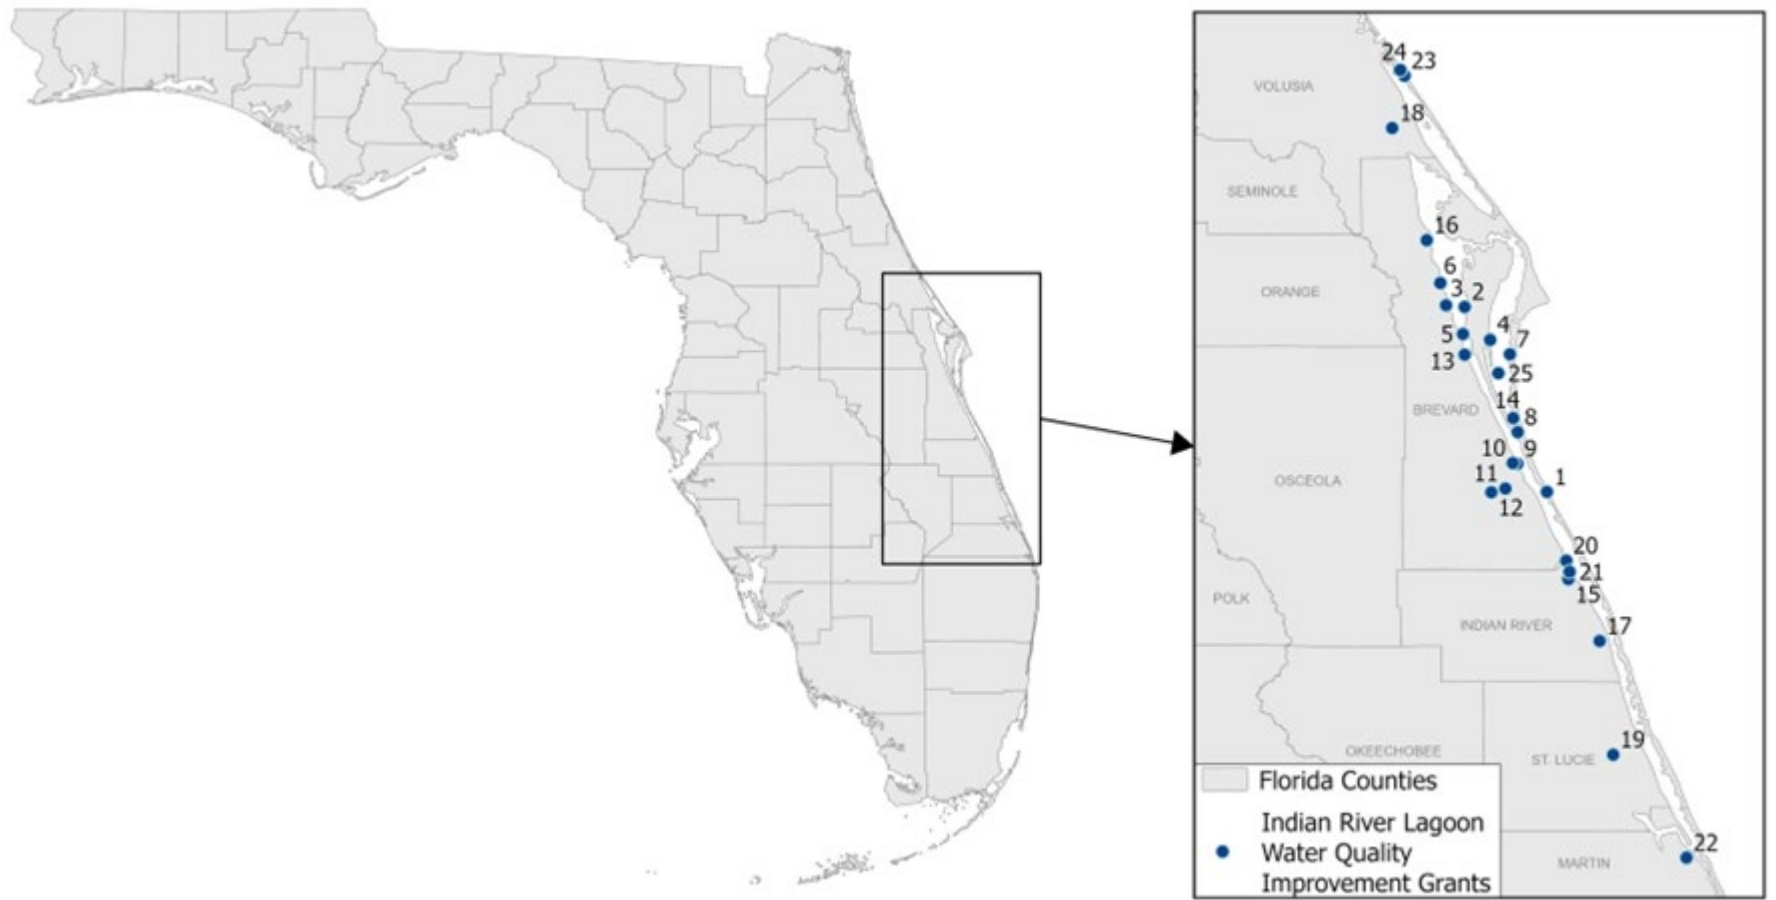 24 23
VOLUSIA
18
SEMINOLE
16
6
ORANGE
3 2
5 4
7
13
25
14
BREVARD
8
10 9
OSCEOLA
11 1
12
20
21
POLK
15
INDIAN RIVER
17
19
OKEECHOBEE
ST. LUCIE
Florida Counties
Indian River Lagoon
Water Quality
Improvement Grants
22
MARTIN